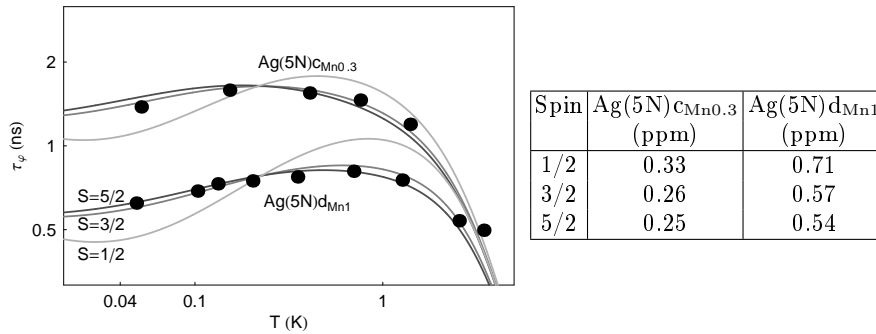 2
1
0.5
τφ (ns)
Ag(5N)cMn0.3
S=5/2
S=3/2
S=1/2
Ag(5N)dMn1
0.04 0.1 1
T (K)
Spin Ag(5N)cMn0.3 Ag(5N)dMn1
(ppm) (ppm)
1/2 0.33 0.71
3/2 0.26 0.57
5/2 0.25 0.54